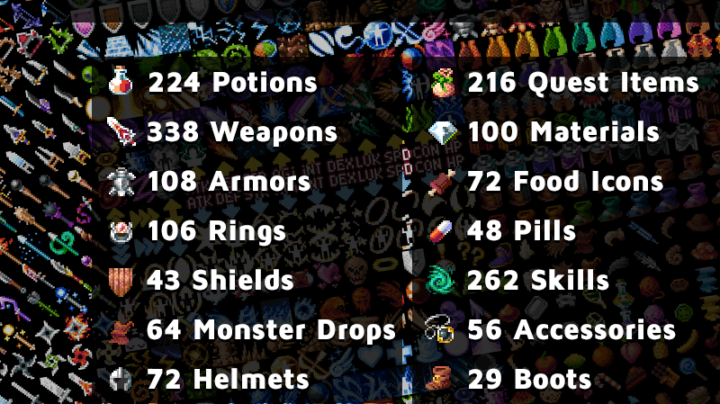 224 Potions
338 Weapons
108 Armors
106 Rings
43 Shields
64 Monster Drops
72 Helmets
216 Quest Items
100 Materials
72 Food Icons
48 Pills
262 Skills
56 Accessories
29 Boots